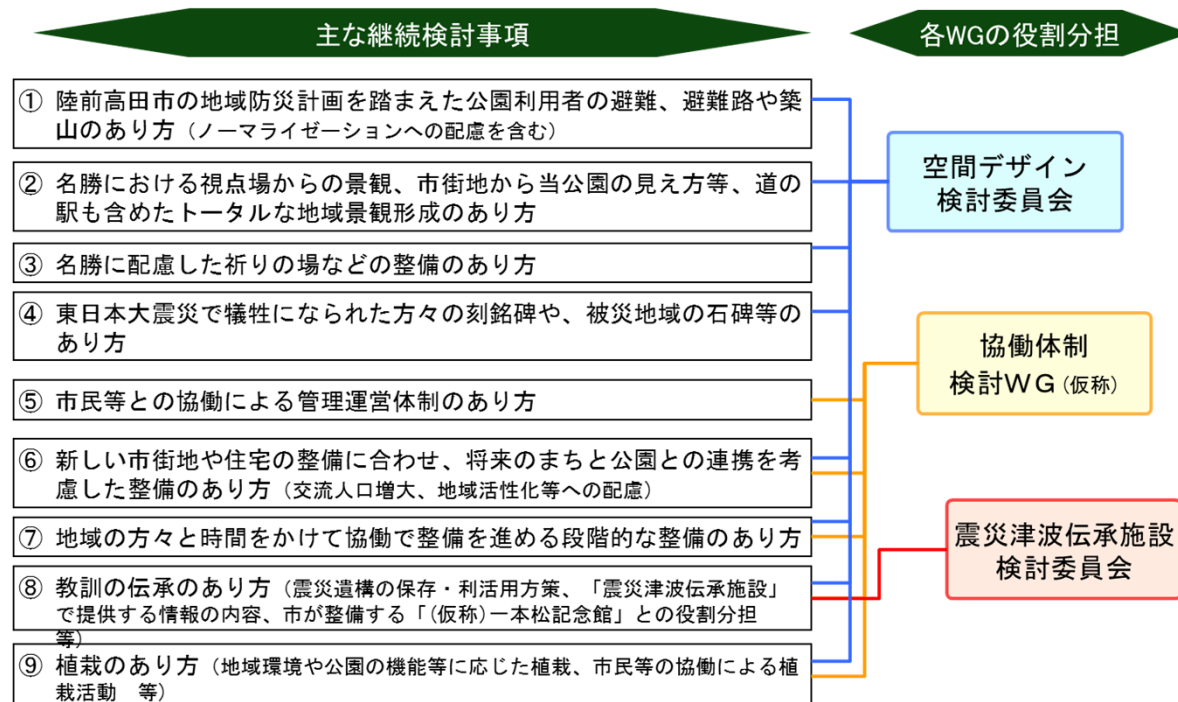 主な継続検討事項
各WGの役割分担
① 陸前高田市の地域防災計画を踏まえた公園利用者の避難、避難路や築
山のあり方（ノーマライゼーションへの配慮を含む）
② 名勝における視点場からの景観、市街地から当公園の見え方等、道の
駅も含めたトータルな地域景観形成のあり方
③ 名勝に配慮した祈りの場などの整備のあり方
④ 東日本大震災で犠牲になられた方々の刻銘碑や、被災地域の石碑等の
あり方
⑤ 市民等との協働による管理運営体制のあり方
⑥ 新しい市街地や住宅の整備に合わせ、将来のまちと公園との連携を考
慮した整備のあり方（交流人口増大、地域活性化等への配慮）
⑦ 地域の方々と時間をかけて協働で整備を進める段階的な整備のあり方
⑧ 教訓の伝承のあり方（震災遺構の保存・利活用方策、「震災津波伝承施設」
で提供する情報の内容、市が整備する「(仮称)一本松記念館」との役割分担
等）
⑨ 植栽のあり方（地域環境や公園の機能等に応じた植栽、市民等の協働による植
栽活動　等）
空間デザイン
検討委員会
協働体制
検討ＷＧ(仮称)
震災津波伝承施設
検討委員会